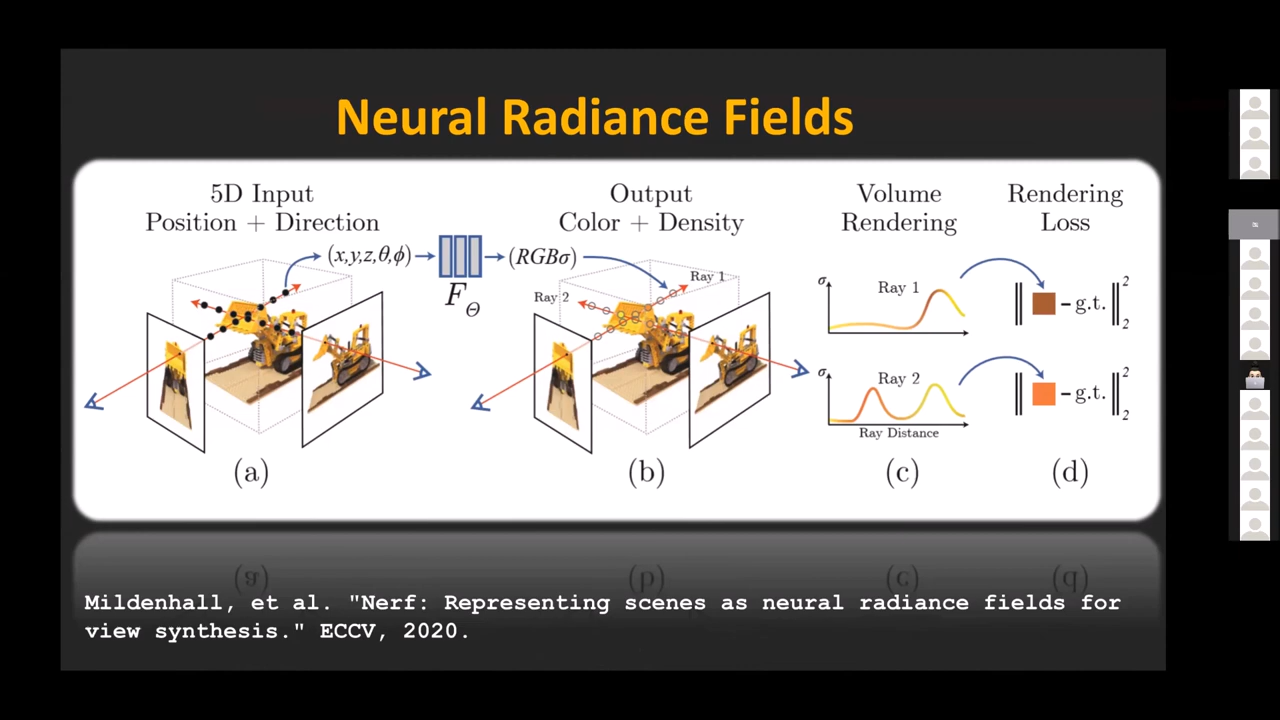 Neural Radiance Fields
5D Input
Position + Direction
Output
Color + Density
Volume
Rendering
Rendering
Loss
(x,y,z,θ,ϕ)
F_Θ
(RGBσ)
Ray 1
Ray 2
σ
Ray 1
‖ – g.t. ‖²₂
σ
Ray 2
‖ – g.t. ‖²₂
Ray Distance
(a)
(b)
(c)
(d)
Mildenhall, et al. "Nerf: Representing scenes as neural radiance fields for
view synthesis." ECCV, 2020.